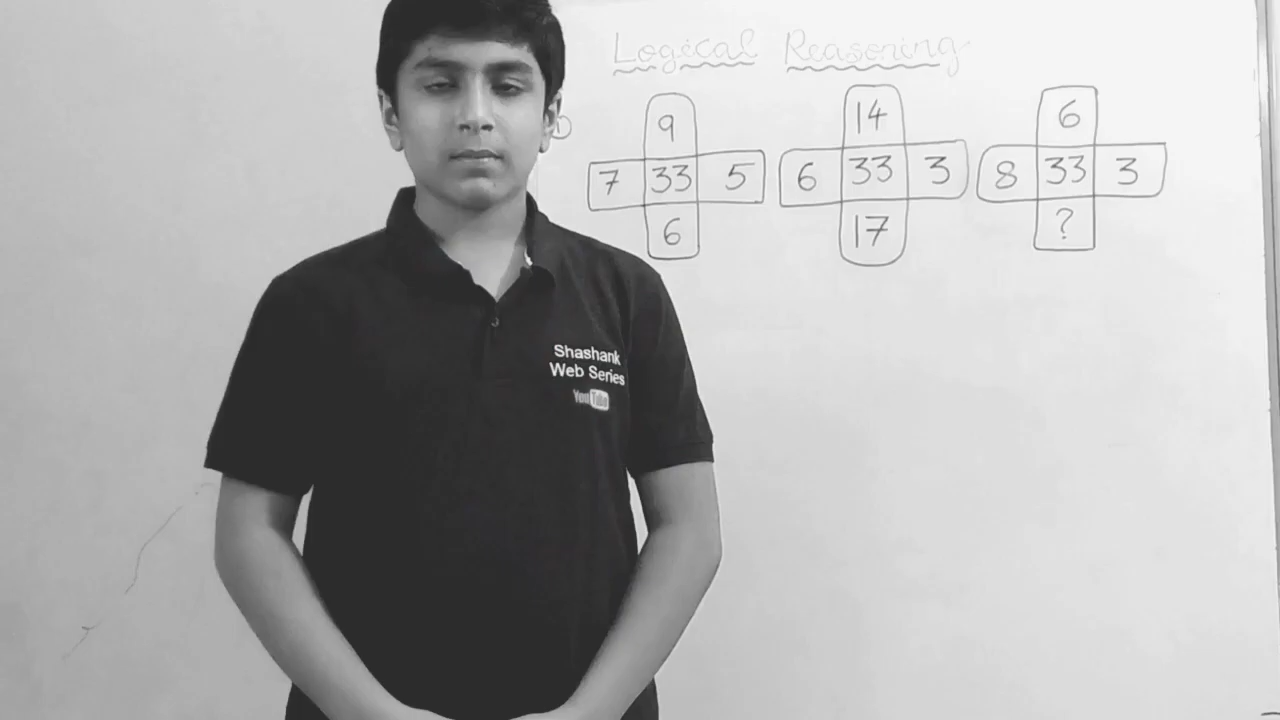 Logical Reasoning
9
7 33 5
6
14
6 33 3
17
6
8 33 3
?
Shashank
Web Series
YouTube